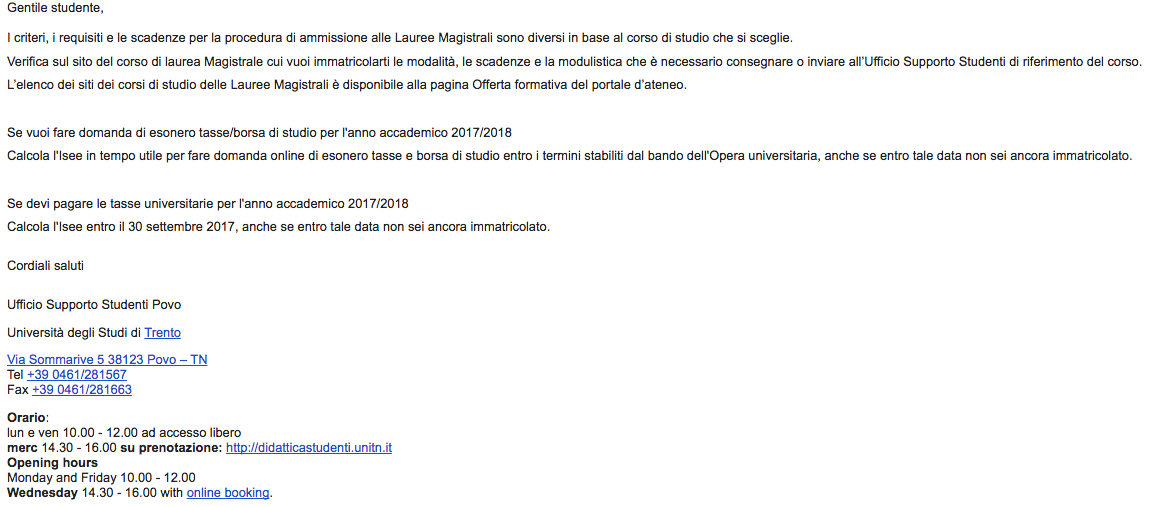 Gentile studente,
I criteri, i requisiti e le scadenze per la procedura di ammissione alle Lauree Magistrali sono diversi in base al corso di studio che si sceglie.
Verifica sul sito del corso di laurea Magistrale cui vuoi immatricolarti le modalità, le scadenze e la modulistica che è necessario consegnare o inviare all'Ufficio Supporto Studenti di riferimento del corso.
L'elenco dei siti dei corsi di studio delle Lauree Magistrali è disponibile alla pagina Offerta formativa del portale d'ateneo.
Se vuoi fare domanda di esonero tasse/borsa di studio per l'anno accademico 2017/2018
Calcola l'Isee in tempo utile per fare domanda online di esonero tasse e borsa di studio entro i termini stabiliti dal bando dell'Opera universitaria, anche se entro tale data non sei ancora immatricolato.
Se devi pagare le tasse universitarie per l'anno accademico 2017/2018
Calcola l'Isee entro il 30 settembre 2017, anche se entro tale data non sei ancora immatricolato.
Cordiali saluti
Ufficio Supporto Studenti Povo
Università degli Studi di Trento
Via Sommarive 5 38123 Povo – TN
Tel +39 0461/281567
Fax +39 0461/281663
Orario:
lun e ven 10.00 - 12.00 ad accesso libero
merc 14.30 - 16.00 su prenotazione: http://didatticastudenti.unitn.it
Opening hours
Monday and Friday 10.00 - 12.00
Wednesday 14.30 - 16.00 with online booking.